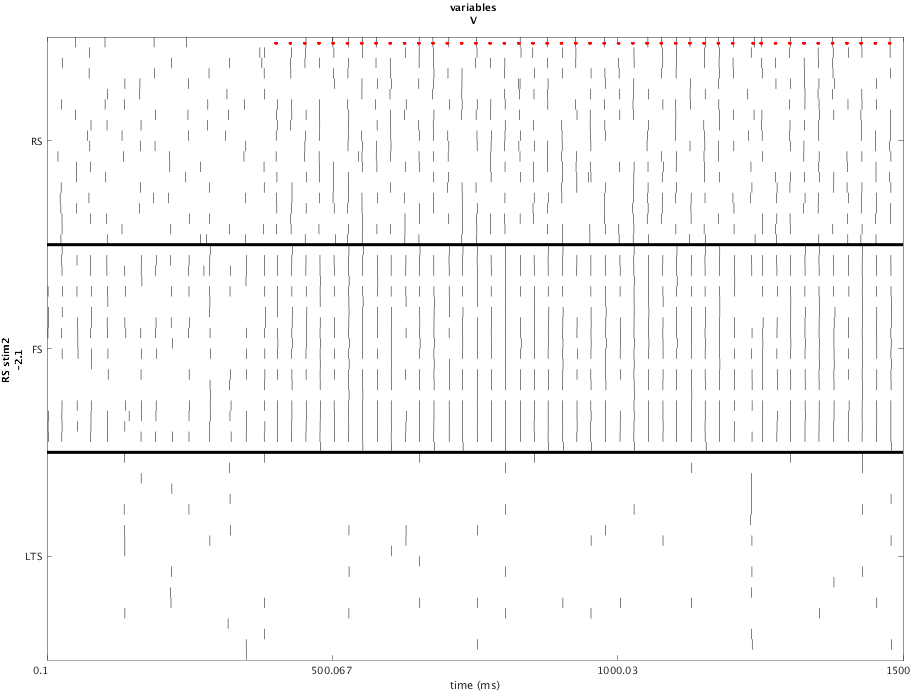 variables
V
RS
FS
LTS
RS stim2
-2.1
0.1
500.067
1000.03
1500
time (ms)